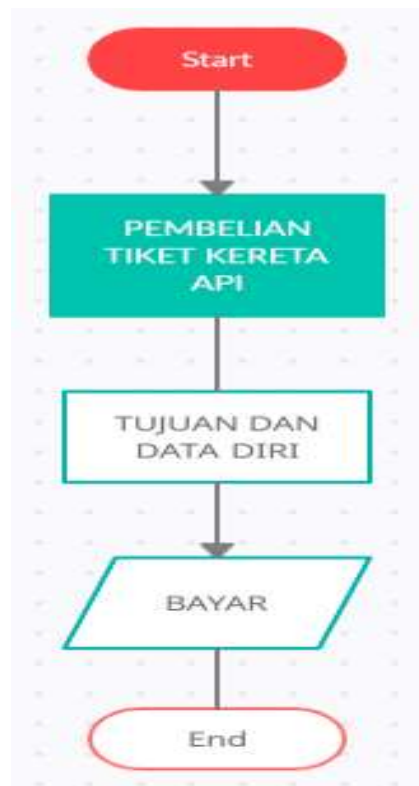 Start
PEMBELIAN
TIKET KERETA
API
TUJUAN DAN
DATA DIRI
BAYAR
End